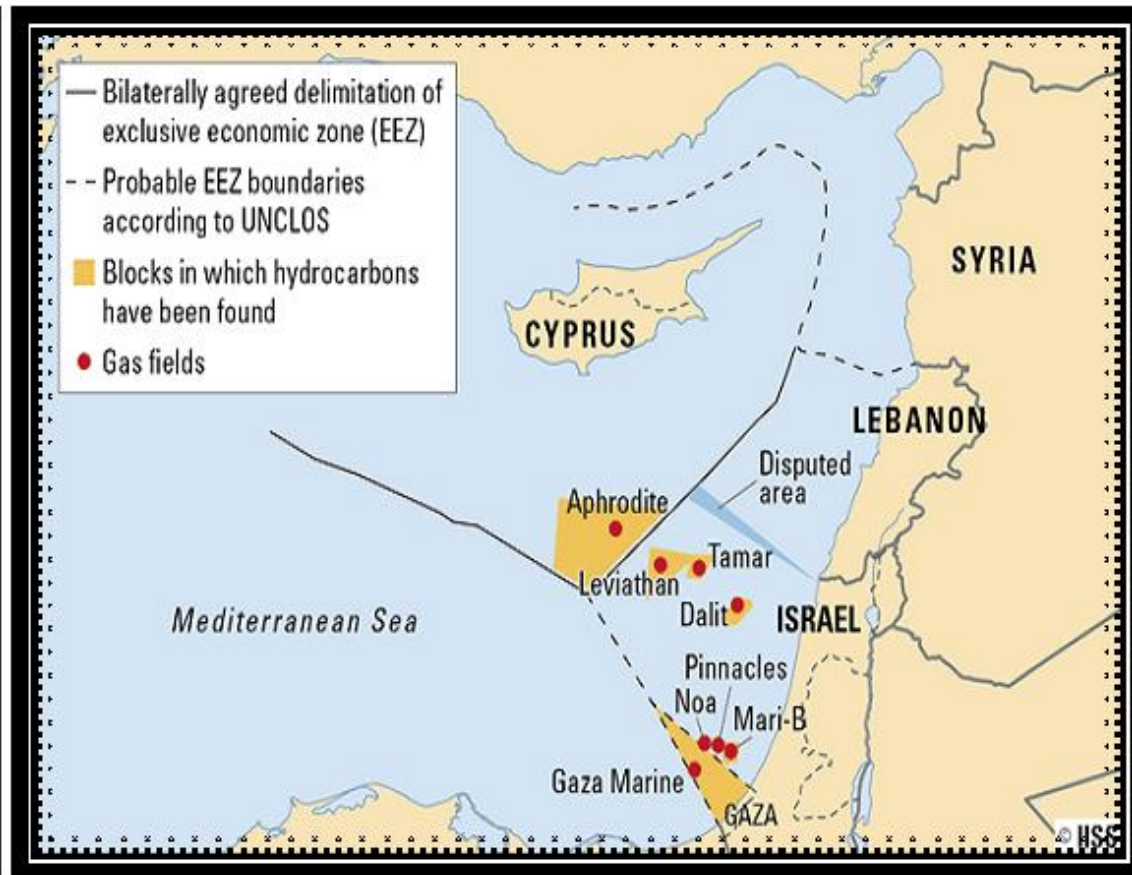 Bilaterally agreed delimitation of
exclusive economic zone (EEZ)
Probable EEZ boundaries
according to UNCLOS
Blocks in which hydrocarbons
have been found
Gas fields
SYRIA
CYPRUS
LEBANON
Disputed
area
Aphrodite
Tamar
Leviathan
Dalit
ISRAEL
Mediterranean Sea
Pinnacles
Noa
Mari-B
Gaza Marine
GAZA